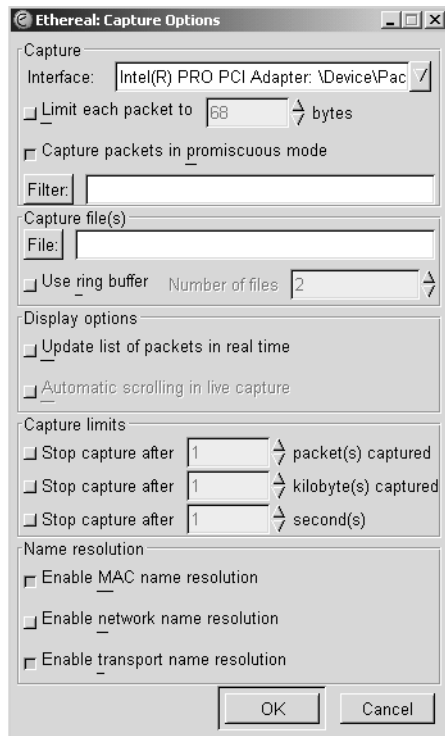 Ethereal: Capture Options
Capture
Interface: Intel(R) PRO PCI Adapter: \Device\Pac
Limit each packet to 68 bytes
Capture packets in promiscuous mode
Filter:
Capture file(s)
File:
Use ring buffer Number of files 2
Display options
Update list of packets in real time
Automatic scrolling in live capture
Capture limits
Stop capture after 1 packet(s) captured
Stop capture after 1 kilobyte(s) captured
Stop capture after 1 second(s)
Name resolution
Enable MAC name resolution
Enable network name resolution
Enable transport name resolution
OK Cancel